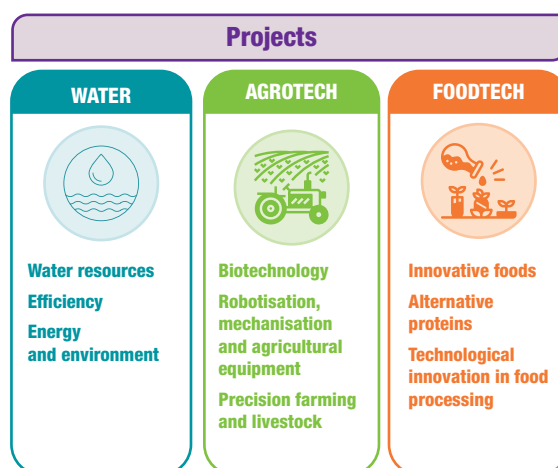 Projects
WATER
Water resources
Efficiency
Energy
and environment
AGROTECH
Biotechnology
Robotisation,
mechanisation
and agricultural
equipment
Precision farming
and livestock
FOODTECH
Innovative foods
Alternative
proteins
Technological
innovation in food
processing